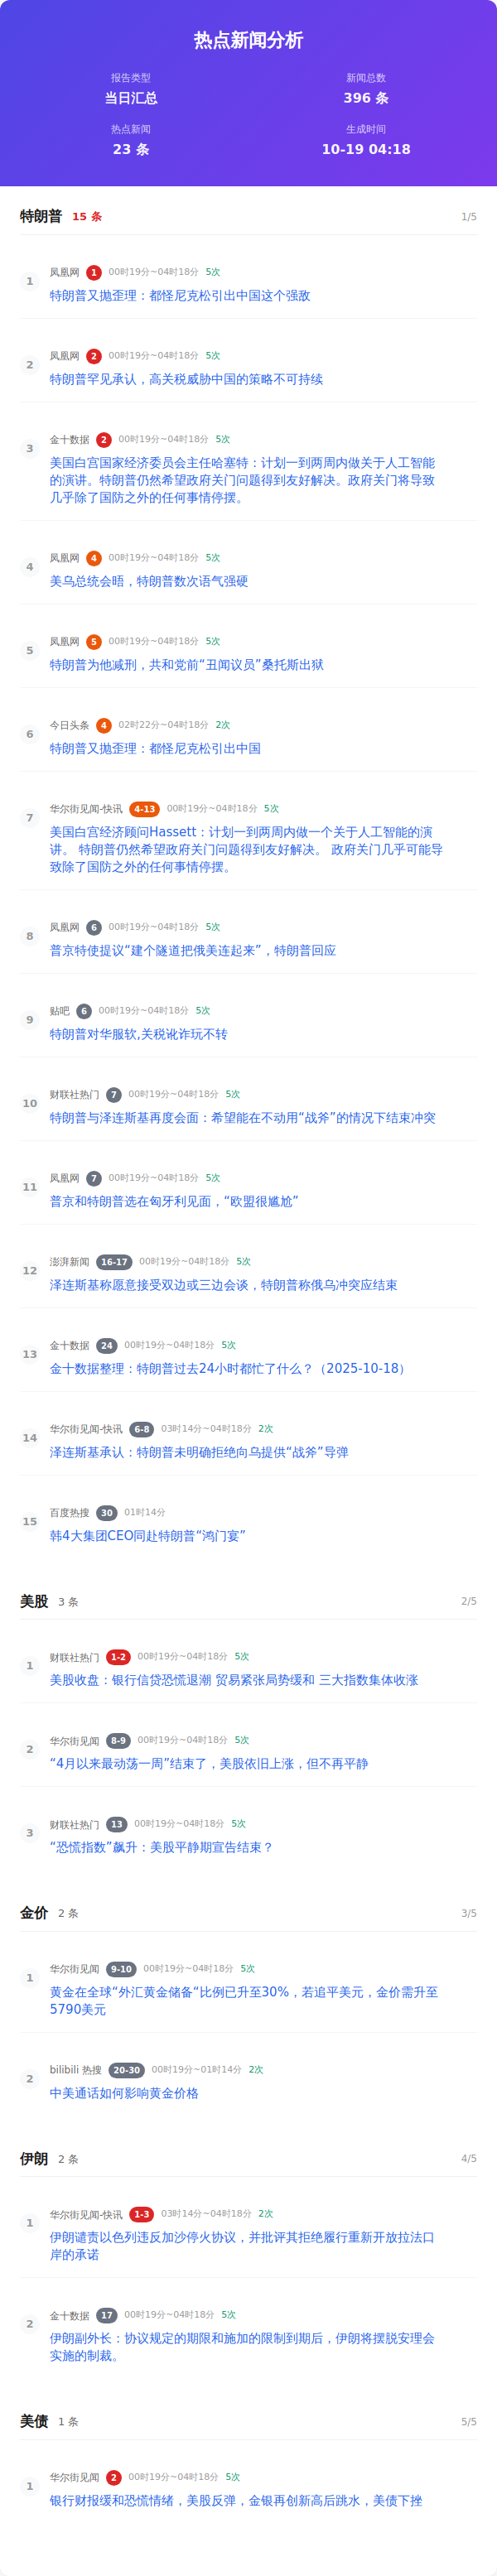 热点新闻分析
报告类型
新闻总数
当日汇总
396 条
热点新闻
生成时间
23 条
10-19 04:18
特朗普 15 条 1/5
1
凤凰网 1 00时19分~04时18分 5次
特朗普又抛歪理：都怪尼克松引出中国这个强敌
2
凤凰网 2 00时19分~04时18分 5次
特朗普罕见承认，高关税威胁中国的策略不可持续
3
金十数据 2 00时19分~04时18分 5次
美国白宫国家经济委员会主任哈塞特：计划一到两周内做关于人工智能
的演讲。特朗普仍然希望政府关门问题得到友好解决。政府关门将导致
几乎除了国防之外的任何事情停摆。
4
凤凰网 4 00时19分~04时18分 5次
美乌总统会晤，特朗普数次语气强硬
5
凤凰网 5 00时19分~04时18分 5次
特朗普为他减刑，共和党前“丑闻议员”桑托斯出狱
6
今日头条 4 02时22分~04时18分 2次
特朗普又抛歪理：都怪尼克松引出中国
7
华尔街见闻-快讯 4-13 00时19分~04时18分 5次
美国白宫经济顾问Hassett：计划一到两周内做一个关于人工智能的演
讲。 特朗普仍然希望政府关门问题得到友好解决。 政府关门几乎可能导
致除了国防之外的任何事情停摆。
8
凤凰网 6 00时19分~04时18分 5次
普京特使提议“建个隧道把俄美连起来”，特朗普回应
9
贴吧 6 00时19分~04时18分 5次
特朗普对华服软,关税讹诈玩不转
10
财联社热门 7 00时19分~04时18分 5次
特朗普与泽连斯基再度会面：希望能在不动用“战斧”的情况下结束冲突
11
凤凰网 7 00时19分~04时18分 5次
普京和特朗普选在匈牙利见面，“欧盟很尴尬”
12
澎湃新闻 16-17 00时19分~04时18分 5次
泽连斯基称愿意接受双边或三边会谈，特朗普称俄乌冲突应结束
13
金十数据 24 00时19分~04时18分 5次
金十数据整理：特朗普过去24小时都忙了什么？（2025-10-18）
14
华尔街见闻-快讯 6-8 03时14分~04时18分 2次
泽连斯基承认：特朗普未明确拒绝向乌提供“战斧”导弹
15
百度热搜 30 01时14分
韩4大集团CEO同赴特朗普“鸿门宴”
美股 3 条 2/5
1
财联社热门 1-2 00时19分~04时18分 5次
美股收盘：银行信贷恐慌退潮 贸易紧张局势缓和 三大指数集体收涨
2
华尔街见闻 8-9 00时19分~04时18分 5次
“4月以来最动荡一周”结束了，美股依旧上涨，但不再平静
3
财联社热门 13 00时19分~04时18分 5次
“恐慌指数”飙升：美股平静期宣告结束？
金价 2 条 3/5
1
华尔街见闻 9-10 00时19分~04时18分 5次
黄金在全球“外汇黄金储备“比例已升至30%，若追平美元，金价需升至
5790美元
2
bilibili 热搜 20-30 00时19分~01时14分 2次
中美通话如何影响黄金价格
伊朗 2 条 4/5
1
华尔街见闻-快讯 1-3 03时14分~04时18分 2次
伊朗谴责以色列违反加沙停火协议，并批评其拒绝履行重新开放拉法口
岸的承诺
2
金十数据 17 00时19分~04时18分 5次
伊朗副外长：协议规定的期限和施加的限制到期后，伊朗将摆脱安理会
实施的制裁。
美债 1 条 5/5
1
华尔街见闻 2 00时19分~04时18分 5次
银行财报缓和恐慌情绪，美股反弹，金银再创新高后跳水，美债下挫